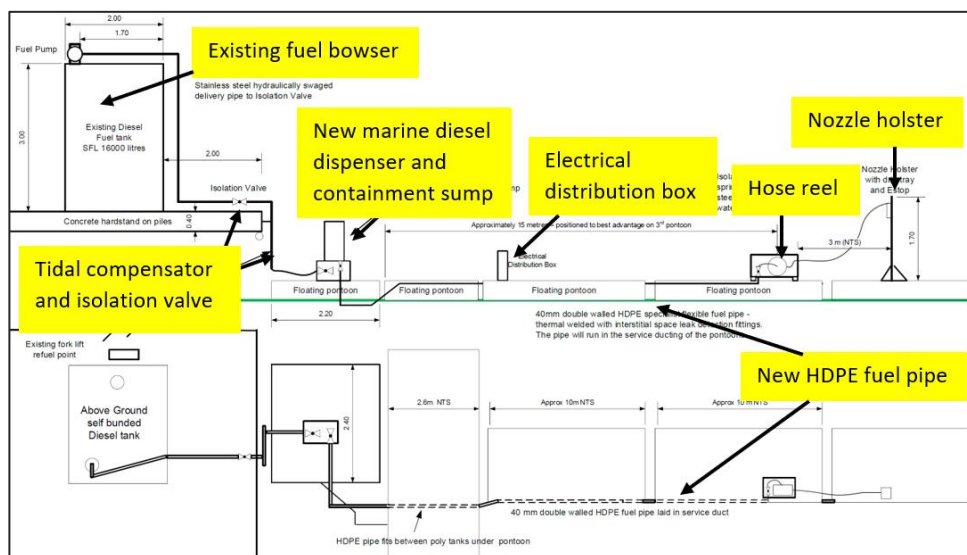 2.00
1.70
Fuel Pump
Existing fuel bowser
Stainless steel hydraulically swaged
delivery pipe to Isolation Valve
3.00
Existing Diesel
Fuel tank
SFL 16000 litres
2.00
Isolation Valve
Concrete hardstand on piles
0.40
New marine diesel
dispenser and
containment sump
Electrical
distribution box
Hose reel
Nozzle holster
Nozzle Holster
and Estop
Approximately 15 metres - positioned to best advantage on 3rd pontoon
3 m (NTS)
1.70
Electrical
Distribution Box
Tidal compensator
and isolation valve
Floating pontoon
Floating pontoon
Floating pontoon
Floating pontoon
2.20
40mm double walled HDPE specialist flexible fuel pipe -
thermal welded with interstitial space leak detection fittings.
The pipe will run in the service ducting of the pontoons
New HDPE fuel pipe
Existing fork lift
refuel point
Above Ground
self bunded
Diesel tank
2.40
2.6m NTS
Approx 10m NTS
Approx 10m NTS
40 mm double walled HDPE fuel pipe laid in service duct
HDPE pipe fits between poly tanks under pontoon